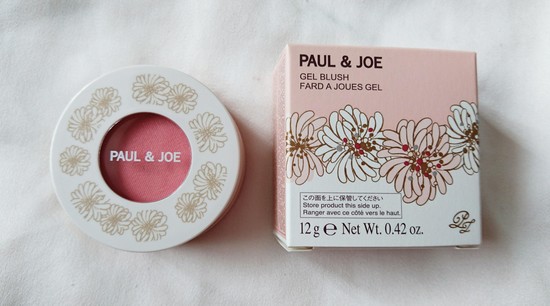 PAUL & JOE
PAUL & JOE
GEL BLUSH
FARD A JOUES GEL
この面を上に保管してください
Store product this side up.
Ranger avec ce côté vers le haut.
12 g ℮ Net Wt. 0.42 oz.